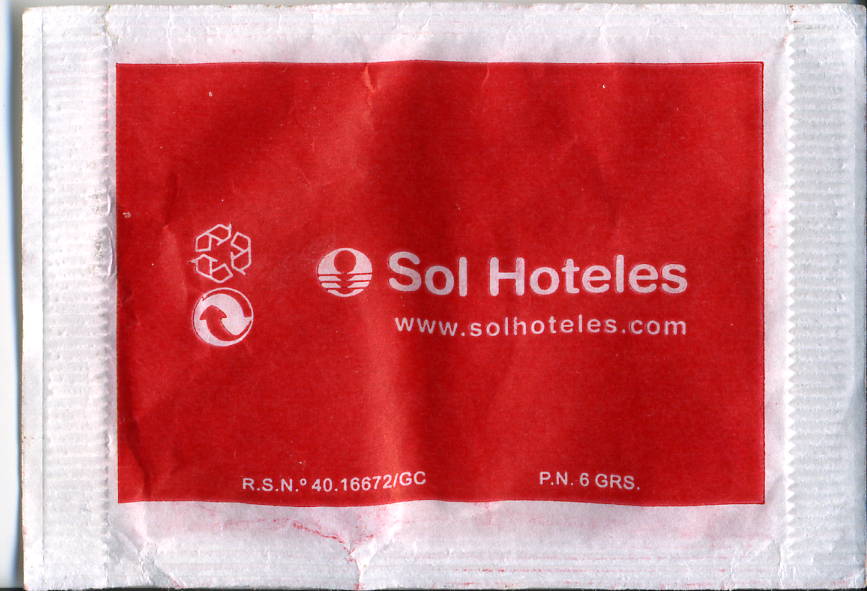 Sol Hoteles
www.solhoteles.com
R.S.N.º 40.16672/GC P.N. 6 GRS.